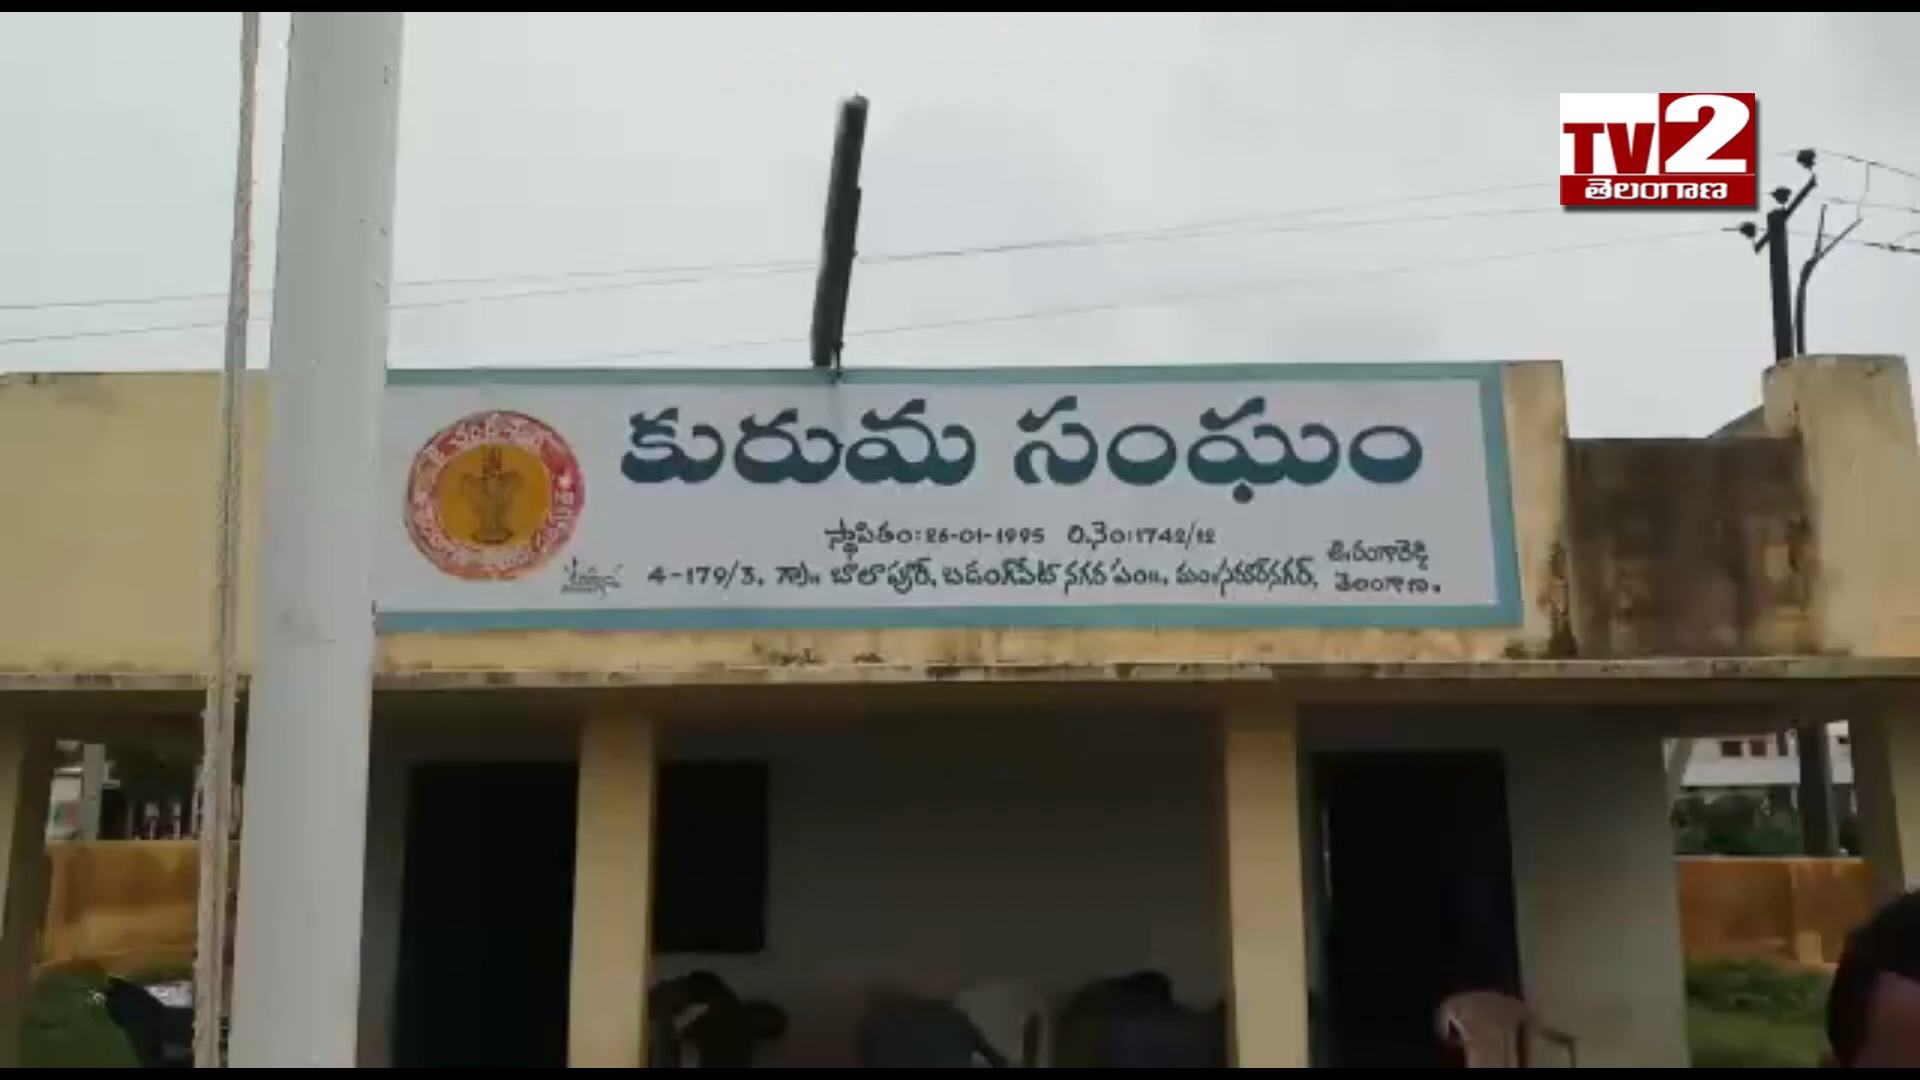 TV2
తెలంగాణ
కురుమ సంఘం
స్థాపితం: 26-01-1995 రి.నెం:1742/12
4-179/3, గ్రా॥ బాలాపూర్, బడంగ్‌పేట నగర పం॥, మం॥సరూర్‌నగర్, జి.రంగారెడ్డి
తెలంగాణ.